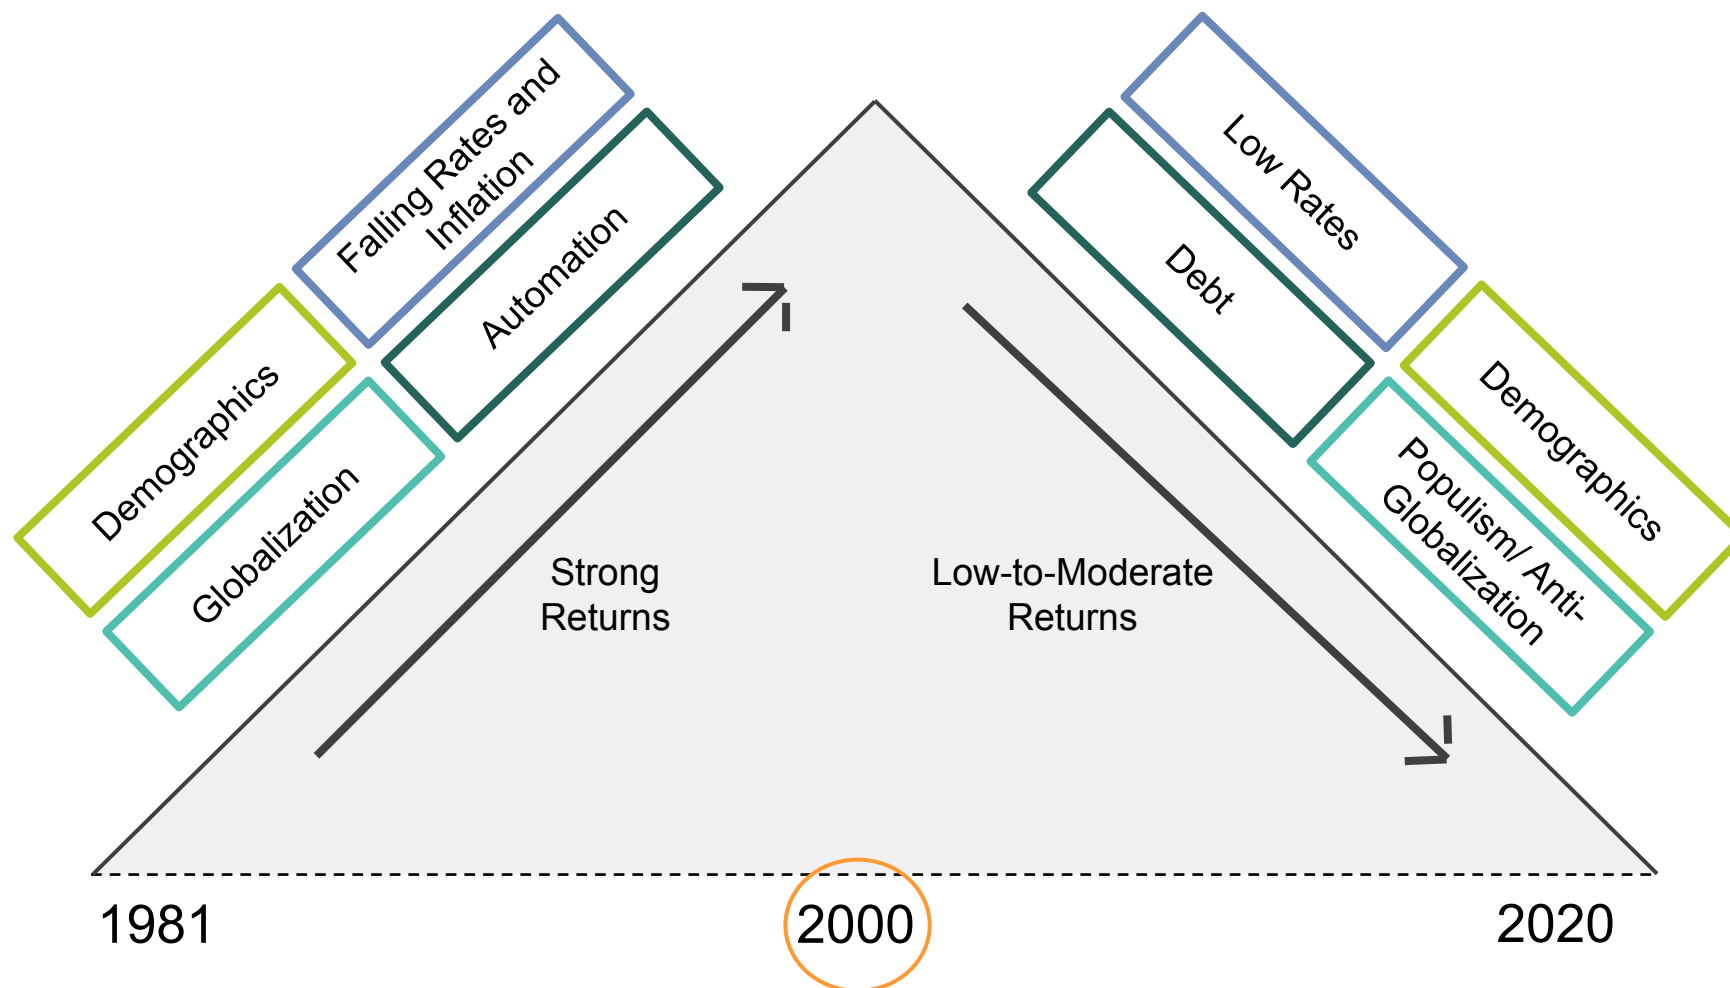 Falling Rates and
Inflation
Automation
Demographics
Globalization
Low Rates
Debt
Demographics
Populism/ Anti-
Globalization
Strong
Returns
Low-to-Moderate
Returns
1981
2000
2020